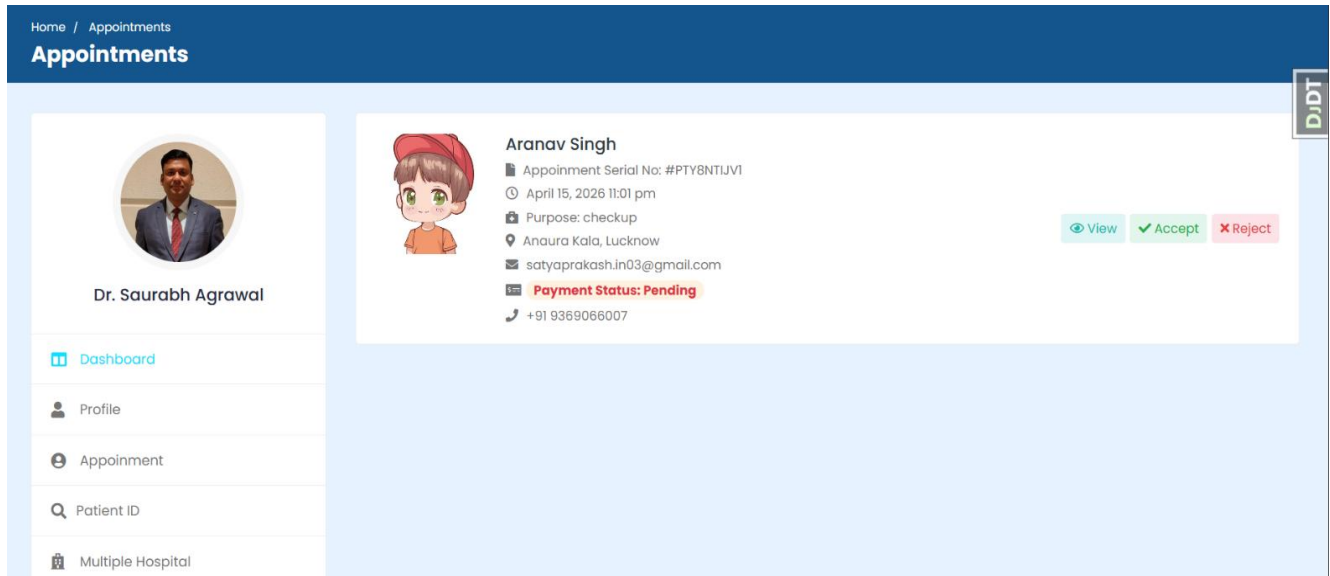 Home / Appointments
Appointments
DJDT
Dr. Saurabh Agrawal
Dashboard
Profile
Appoinment
Patient ID
Multiple Hospital
Aranav Singh
Appoinment Serial No: #PTY8NTIJV1
April 15, 2026 11:01 pm
Purpose: checkup
Anaura Kala, Lucknow
satyaprakash.in03@gmail.com
Payment Status: Pending
+91 9369066007
View Accept Reject